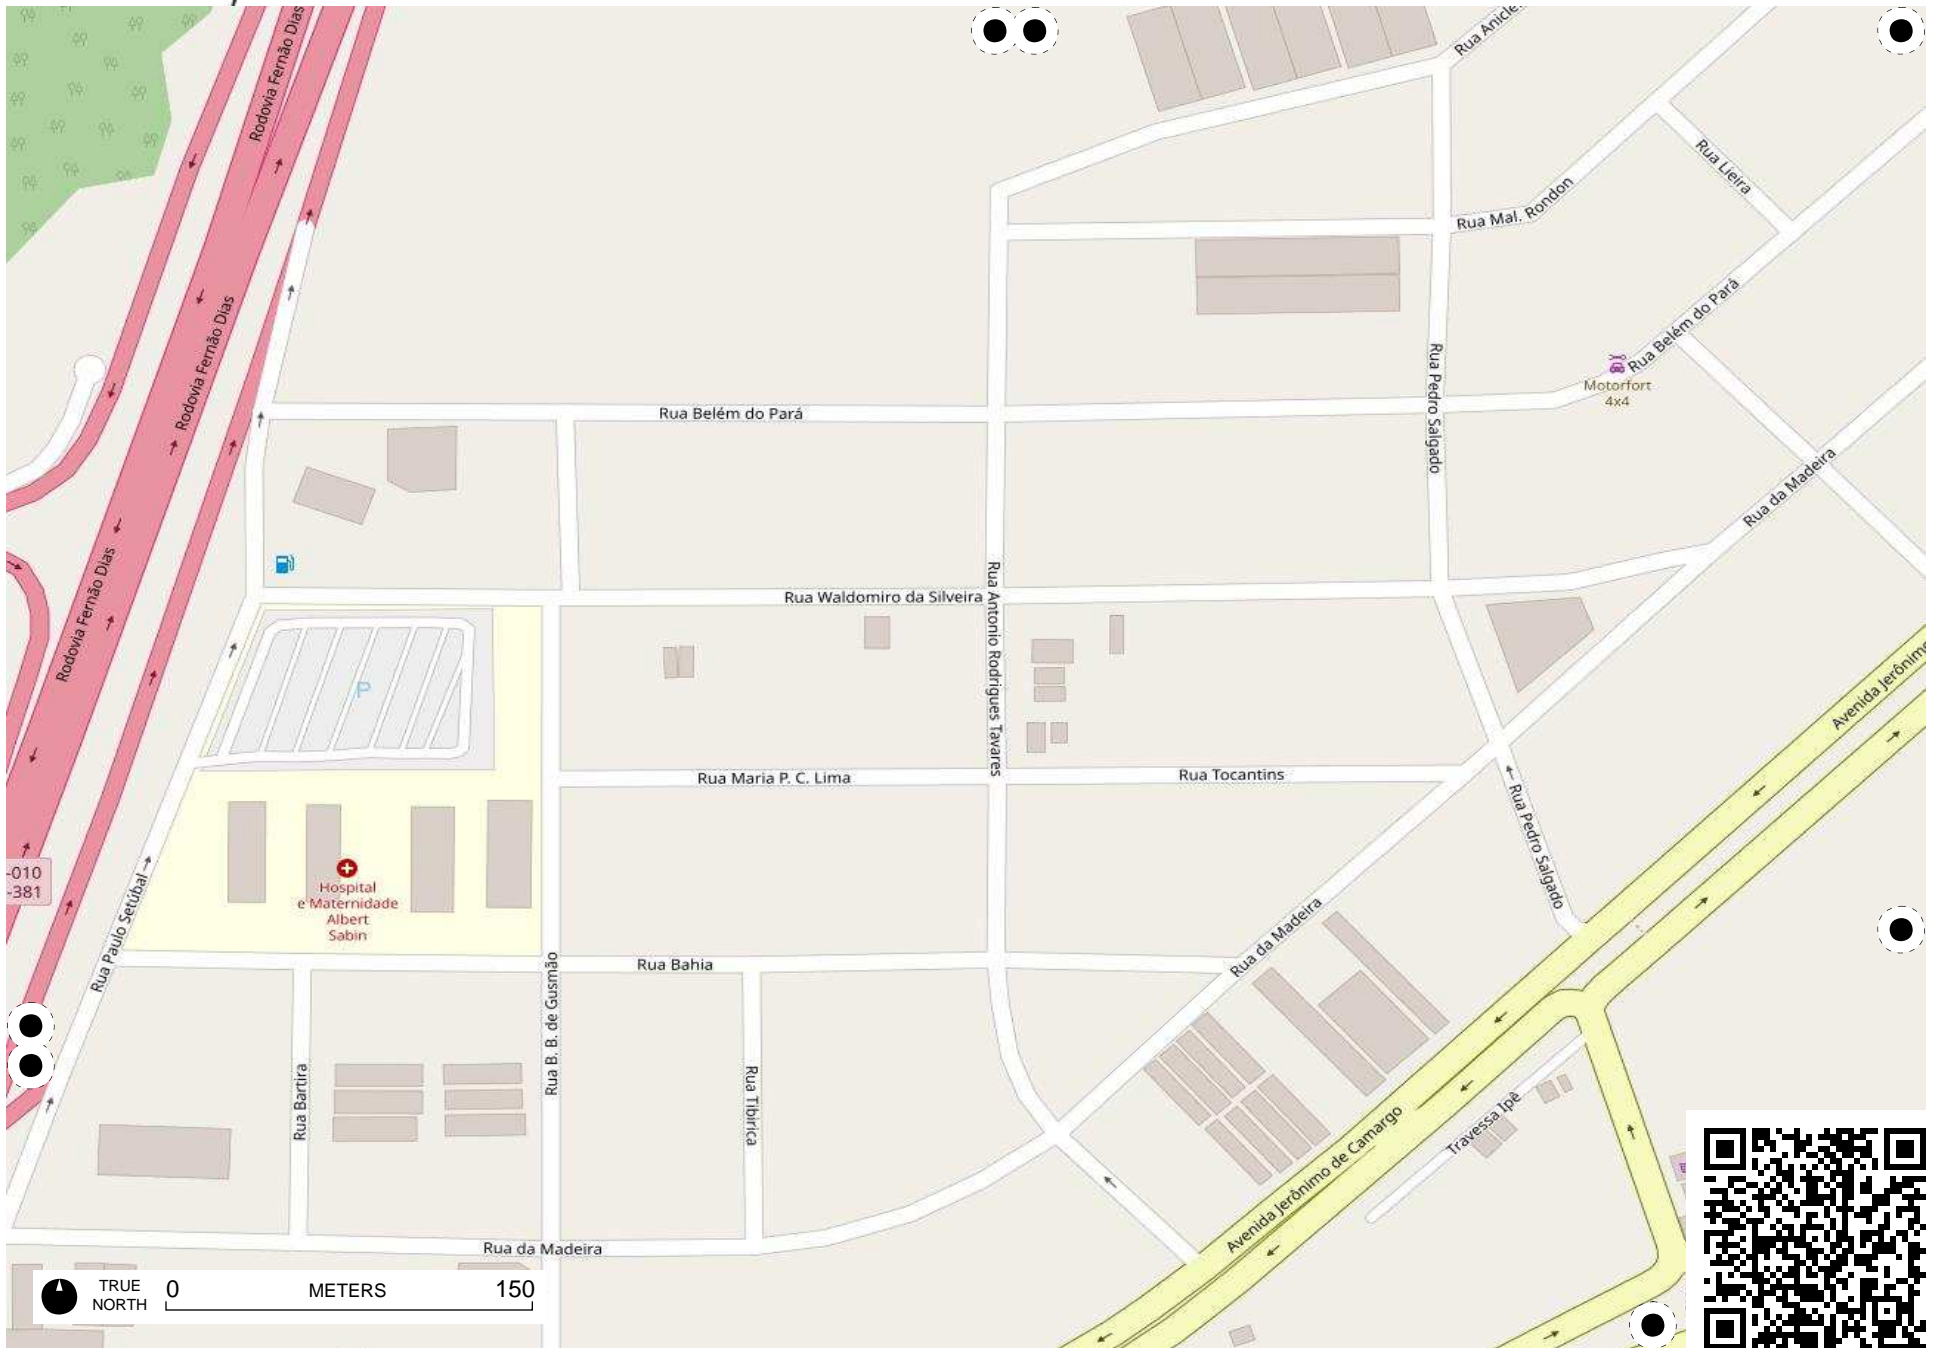 Rodovia Fernão Dias
Rua Anicle
Rua Lieira
Rua Mal. Rondon
Rodovia Fernão Dias
Rua Belém do Pará
Rua Pedro Salgado
Motorfort
4x4
Rua Belém do Pará
Rua da Madeira
Rodovia Fernão Dias
Rua Waldomiro da Silveira
Rua Antonio Rodrigues Tavares
P
Avenida Jerônimo
Rua Maria P. C. Lima
Rua Tocantins
Rua Pedro Salgado
-010
-381
Hospital
e Maternidade
Albert
Sabin
Rua Paulo Setúbal
Rua Bahia
Rua da Madeira
Rua B. B. de Gusmão
Rua Bartira
Rua Tibiriça
Travessa Ipê
Avenida Jerônimo de Camargo
Rua da Madeira
TRUE
NORTH
0 METERS 150